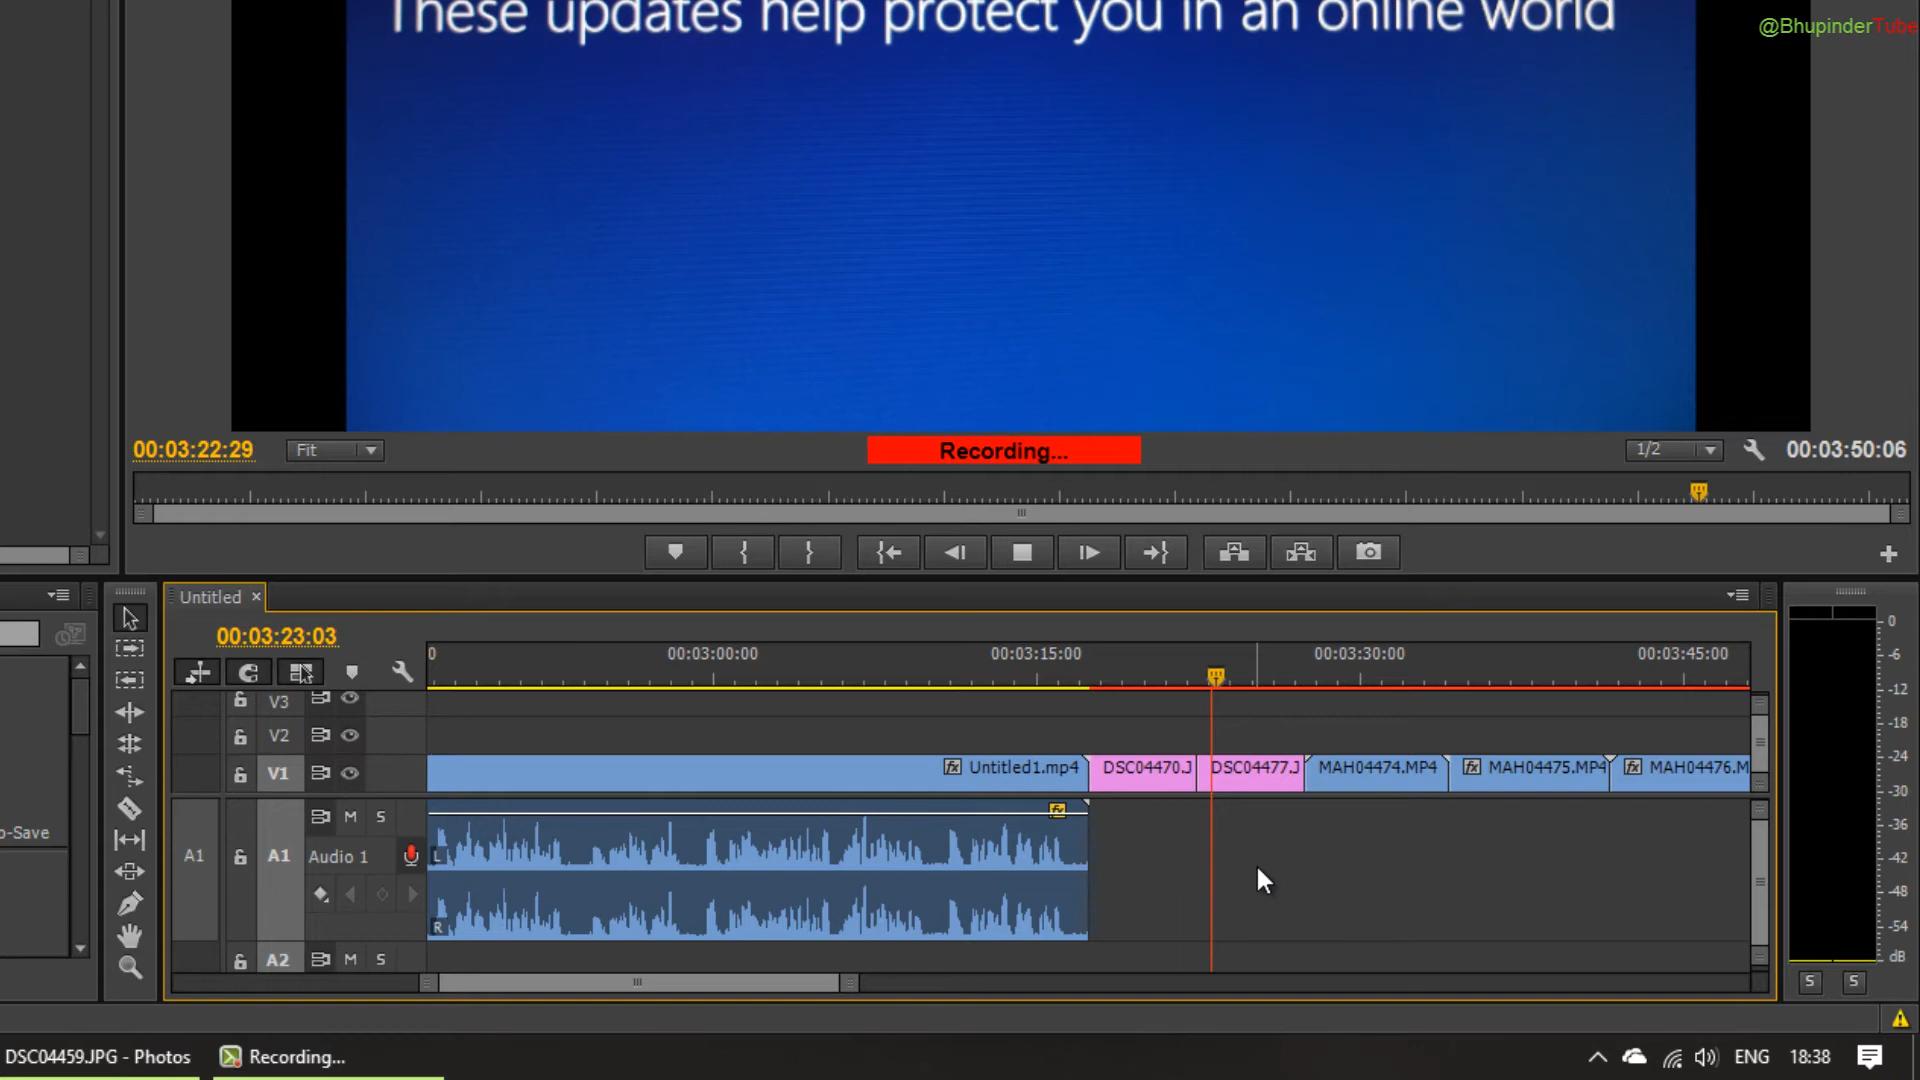 These updates help protect you in an online world
@BhupinderTube
00:03:22:29
Fit
Recording...
1/2
00:03:50:06
Untitled ×
00:03:23:03
0
00:03:00:00
00:03:15:00
00:03:30:00
00:03:45:00
V3
V2
V1
Untitled1.mp4
DSC04470.J
DSC04477.J
MAH04474.MP4
MAH04475.MP4
MAH04476.M
o-Save
M S
A1
A1
Audio 1
L
R
A2
M S
0
-6
-12
-18
-24
-30
-36
-42
-48
-54
dB
S S
DSC04459.JPG - Photos
Recording...
ENG
18:38